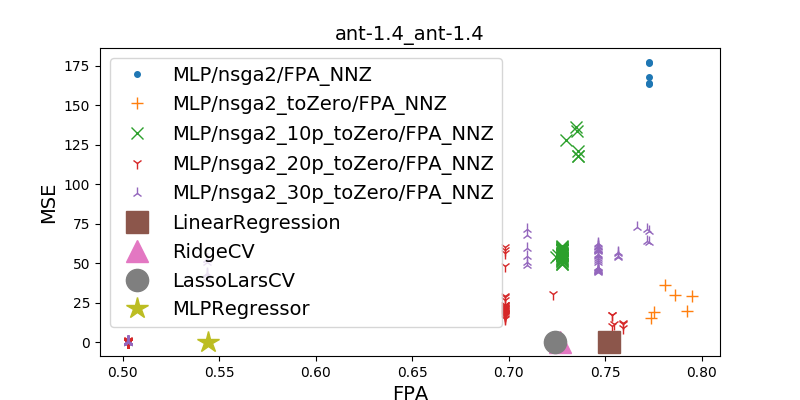 ant-1.4_ant-1.4
MSE
175
150
125
100
75
50
25
0
MLP/nsga2/FPA_NNZ
MLP/nsga2_toZero/FPA_NNZ
MLP/nsga2_10p_toZero/FPA_NNZ
MLP/nsga2_20p_toZero/FPA_NNZ
MLP/nsga2_30p_toZero/FPA_NNZ
LinearRegression
RidgeCV
LassoLarsCV
MLPRegressor
0.50 0.55 0.60 0.65 0.70 0.75 0.80
FPA